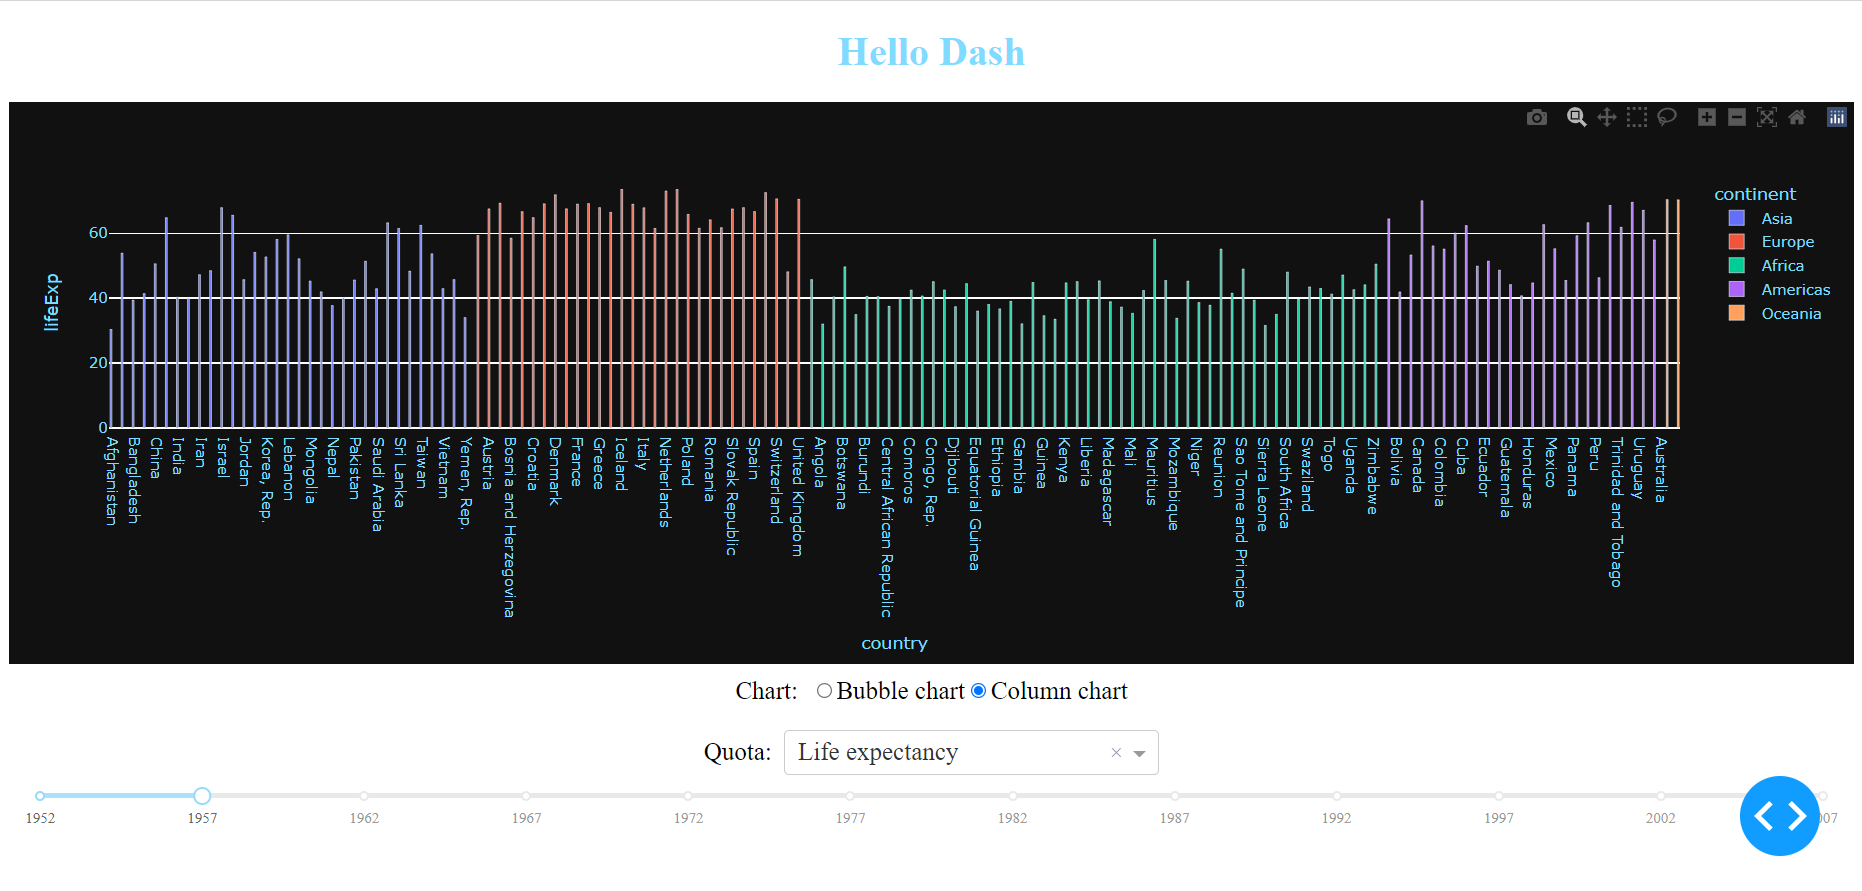 Hello Dash
continent
Asia
Europe
Africa
Americas
Oceania
lifeExp
60
40
20
0
Afghanistan
Bangladesh
China
India
Iran
Israel
Jordan
Korea, Rep.
Lebanon
Mongolia
Nepal
Pakistan
Saudi Arabia
Sri Lanka
Taiwan
Vietnam
Yemen, Rep.
Austria
Bosnia and Herzegovina
Croatia
Denmark
France
Greece
Iceland
Italy
Netherlands
Poland
Romania
Slovak Republic
Spain
Switzerland
United Kingdom
Angola
Botswana
Burundi
Central African Republic
Comoros
Congo, Rep.
Djibouti
Equatorial Guinea
Ethiopia
Gambia
Guinea
Kenya
Liberia
Madagascar
Mali
Mauritius
Mozambique
Niger
Reunion
Sao Tome and Principe
Sierra Leone
South Africa
Swaziland
Togo
Uganda
Zimbabwe
Bolivia
Canada
Colombia
Cuba
Ecuador
Guatemala
Honduras
Mexico
Panama
Peru
Trinidad and Tobago
Uruguay
Australia
country
Chart: Bubble chart Column chart
Quota: Life expectancy
1952 1957 1962 1967 1972 1977 1982 1987 1992 1997 2002 007